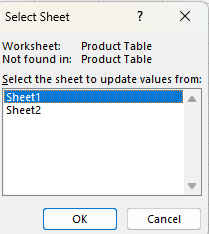 Select Sheet
Worksheet: Product Table
Not found in: Product Table
Select the sheet to update values from:
Sheet1
Sheet2
OK Cancel